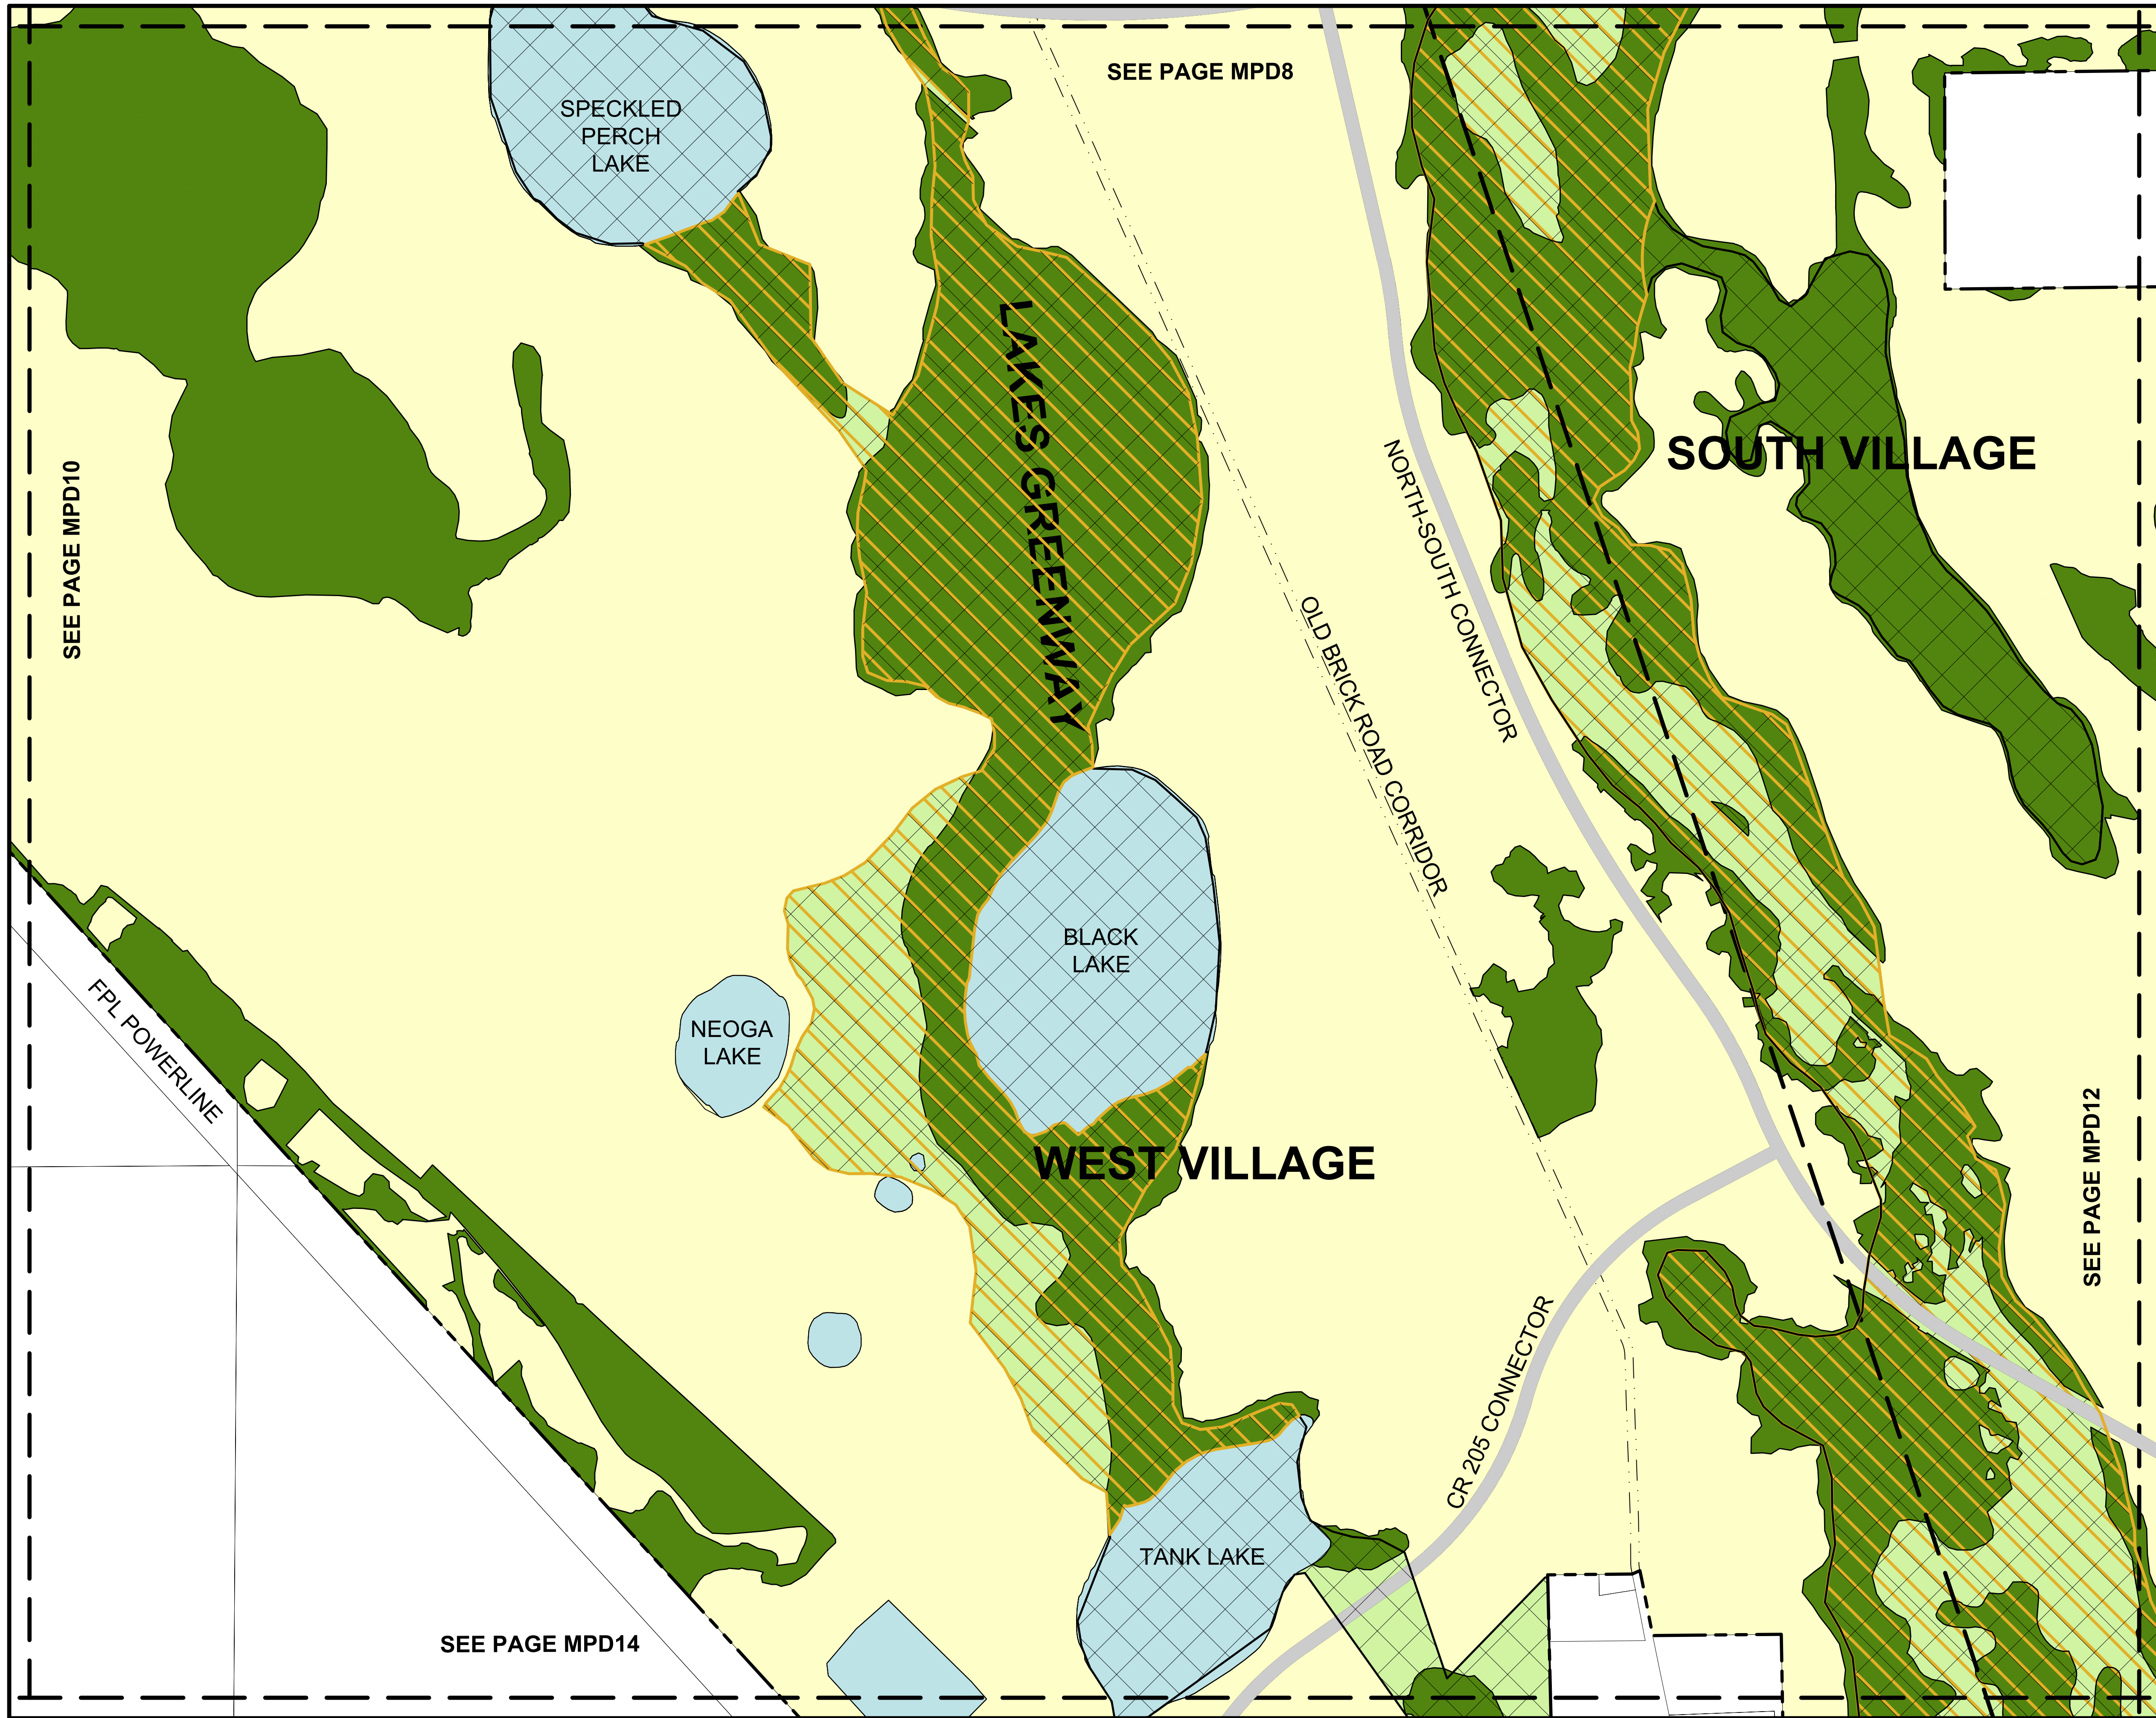 SEE PAGE MPD8
SPECKLED
PERCH
LAKE
LAKES GREENWAY
SOUTH VILLAGE
SEE PAGE MPD10
NORTH-SOUTH CONNECTOR
OLD BRICK ROAD CORRIDOR
BLACK
LAKE
NEOGA
LAKE
FPL POWERLINE
WEST VILLAGE
SEE PAGE MPD12
CR 205 CONNECTOR
TANK LAKE
SEE PAGE MPD14